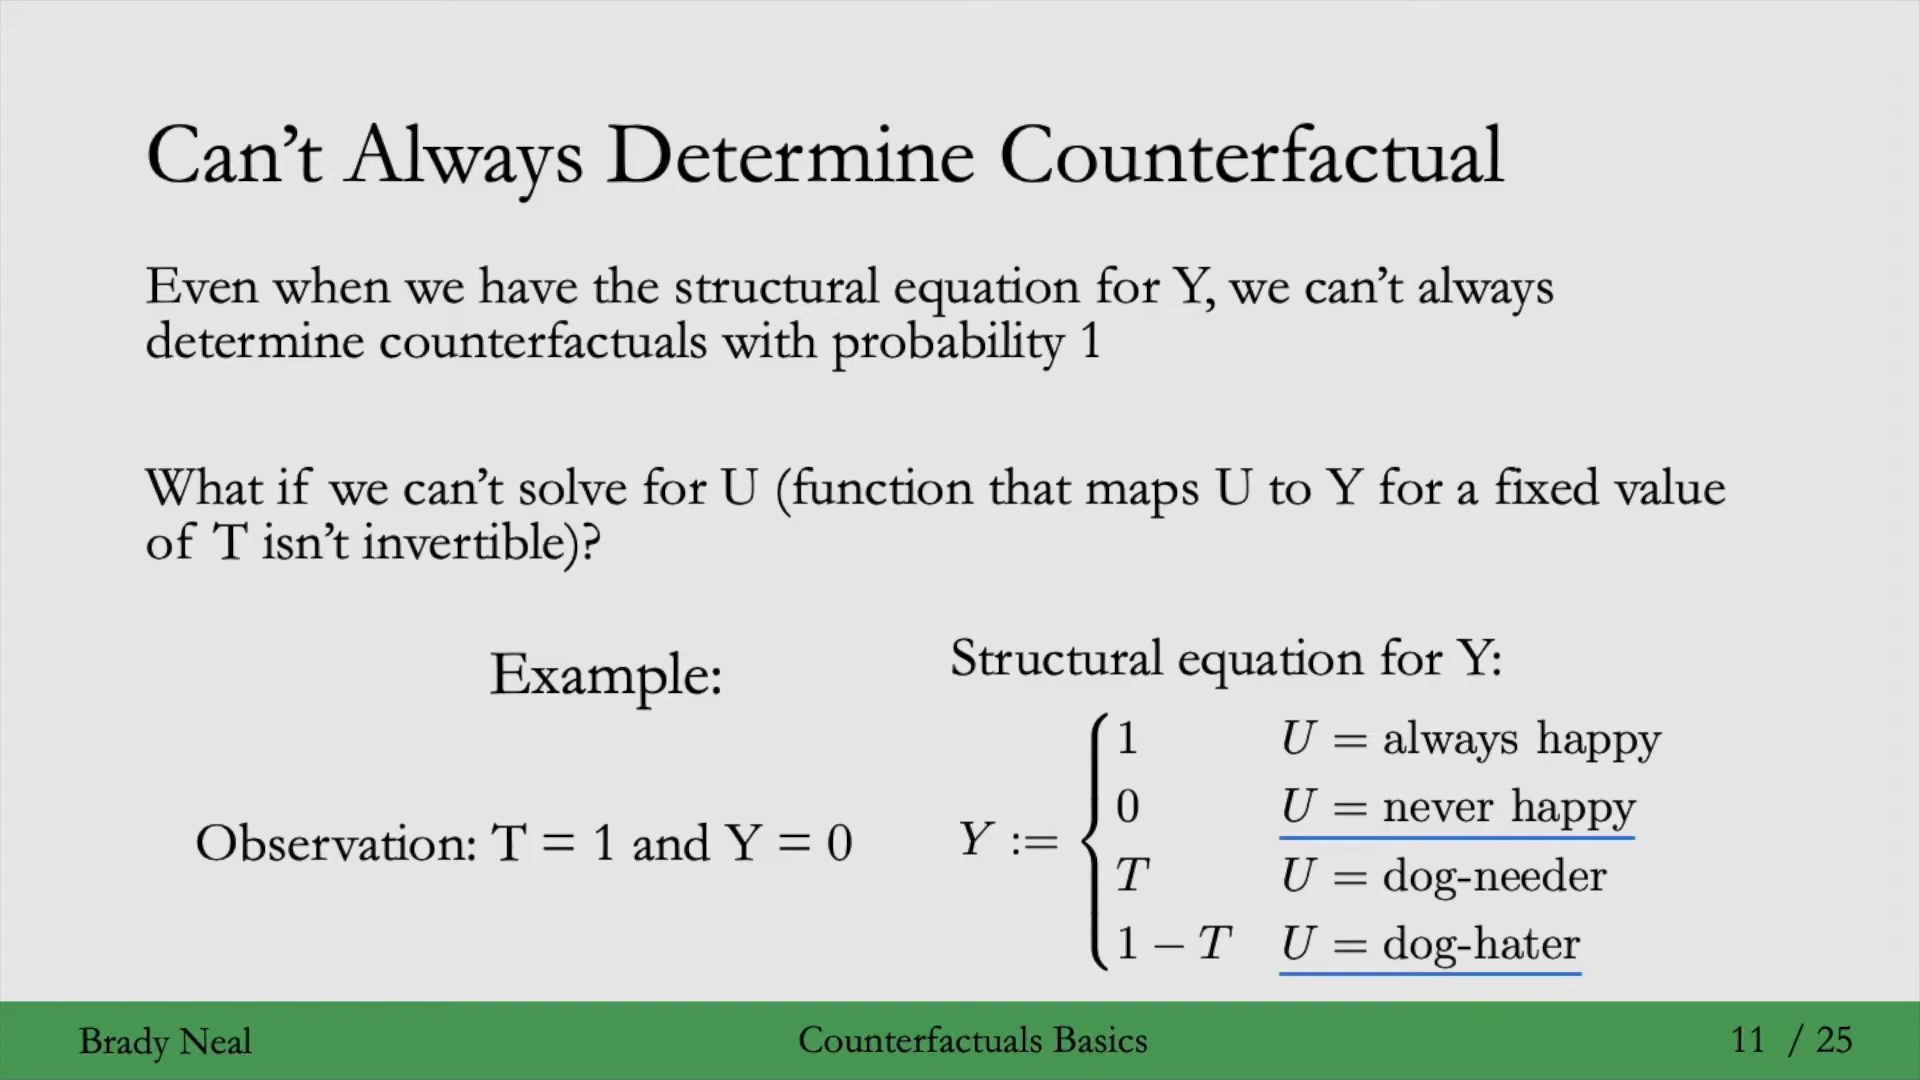 Can’t Always Determine Counterfactual
Even when we have the structural equation for Y, we can’t always
determine counterfactuals with probability 1
What if we can’t solve for U (function that maps U to Y for a fixed value
of T isn’t invertible)?
Example:
Observation: T = 1 and Y = 0
Structural equation for Y:
Y :=
1 U = always happy
0 U = never happy
T U = dog-needer
1 − T U = dog-hater
Brady Neal
Counterfactuals Basics
11 / 25